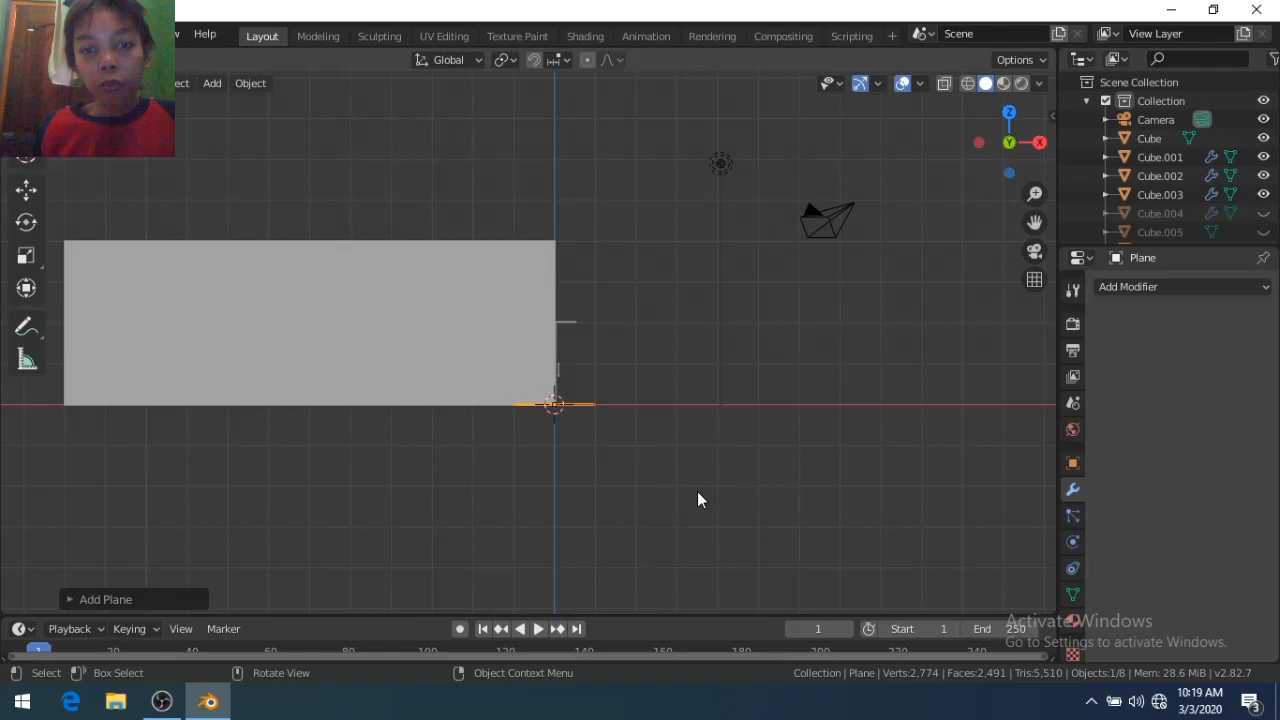 Help
Layout
Modeling
Sculpting
UV Editing
Texture Paint
Shading
Animation
Rendering
Compositing
Scripting
Scene
View Layer
Global
Options
Add
Object
Scene Collection
Collection
Camera
Cube
Cube.001
Cube.002
Cube.003
Cube.004
Cube.005
Z
Y
X
Plane
Add Modifier
Add Plane
Playback
Keying
View
Marker
1
Start 1
End 250
Activate Windows
Go to Settings to activate Windows.
1
Select
Box Select
Rotate View
Object Context Menu
Collection | Plane | Verts:2,774 | Faces:2,491 | Tris:5,510 | Objects:1/8 | Mem: 28.6 MiB | v2.82.7
10:19 AM
3/3/2020
3